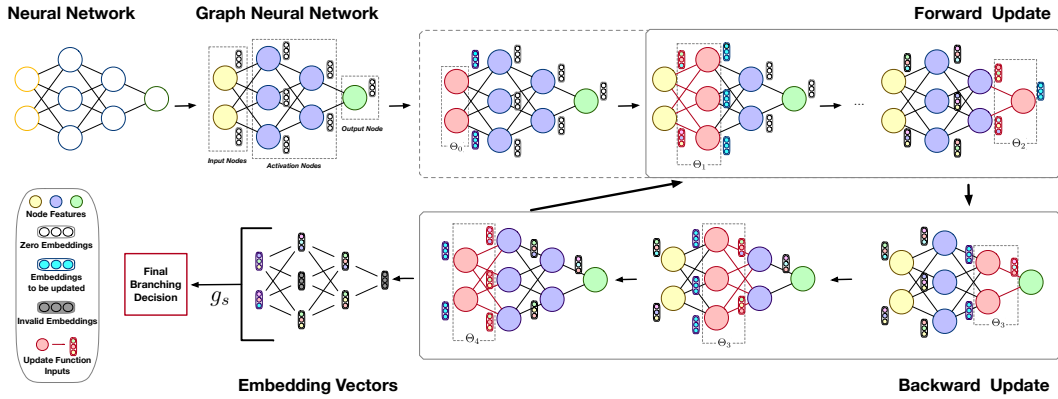 Neural Network
Graph Neural Network
Forward Update
Output Node
Input Nodes
Activation Nodes
Θ₀
Θ₁
...
Θ₂
Node Features
Zero Embeddings
Embeddings
to be updated
Invalid Embeddings
Update Function
Inputs
Final
Branching
Decision
gₛ
Θ₄
Θ₃
Θ₃
Embedding Vectors
Backward Update